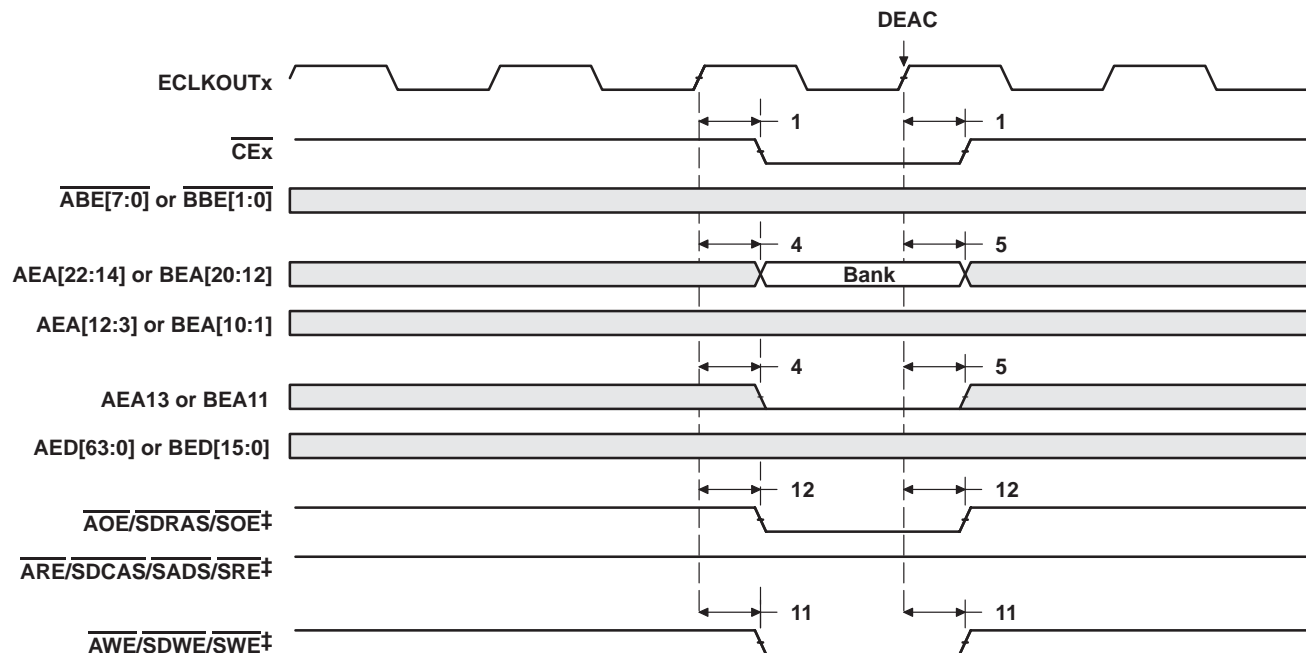 DEAC
ECLKOUTx
1 1
CEx
ABE[7:0] or BBE[1:0]
4 5
AEA[22:14] or BEA[20:12] Bank
AEA[12:3] or BEA[10:1]
4 5
AEA13 or BEA11
AED[63:0] or BED[15:0]
12 12
AOE/SDRAS/SOE‡
ARE/SDCAS/SADS/SRE‡
11 11
AWE/SDWE/SWE‡